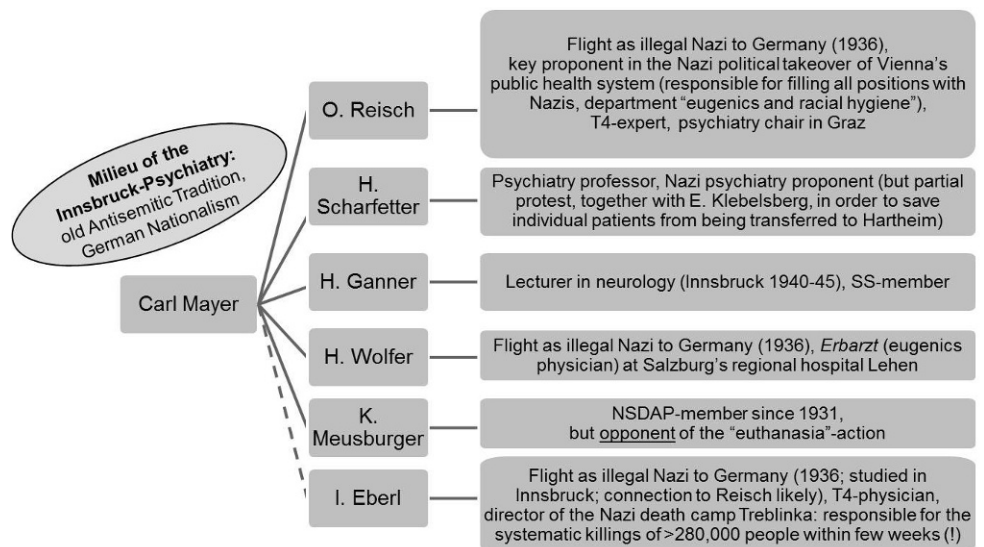 Milieu of the
Innsbruck-Psychiatry:
old Antisemitic Tradition,
German Nationalism
Carl Mayer
O. Reisch
Flight as illegal Nazi to Germany (1936),
key proponent in the Nazi political takeover of Vienna's
public health system (responsible for filling all positions with
Nazis, department “eugenics and racial hygiene”),
T4-expert, psychiatry chair in Graz
H.
Scharfetter
Psychiatry professor, Nazi psychiatry proponent (but partial
protest, together with E. Klebelsberg, in order to save
individual patients from being transferred to Hartheim)
H. Ganner
Lecturer in neurology (Innsbruck 1940-45), SS-member
H. Wolfer
Flight as illegal Nazi to Germany (1936), Erbarzt (eugenics
physician) at Salzburg's regional hospital Lehen
K.
Meusburger
NSDAP-member since 1931,
but opponent of the “euthanasia”-action
I. Eberl
Flight as illegal Nazi to Germany (1936; studied in
Innsbruck; connection to Reisch likely), T4-physician,
director of the Nazi death camp Treblinka: responsible for the
systematic killings of >280,000 people within few weeks (!)